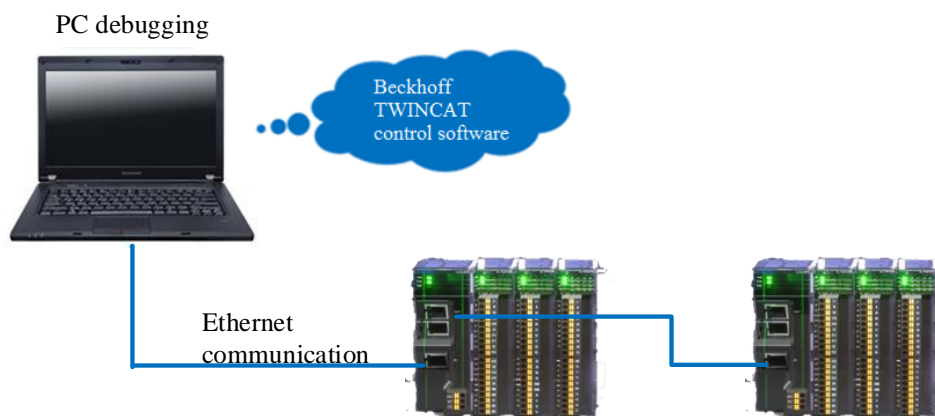 PC debugging
Beckhoff
TWINCAT
control software
Ethernet
communication